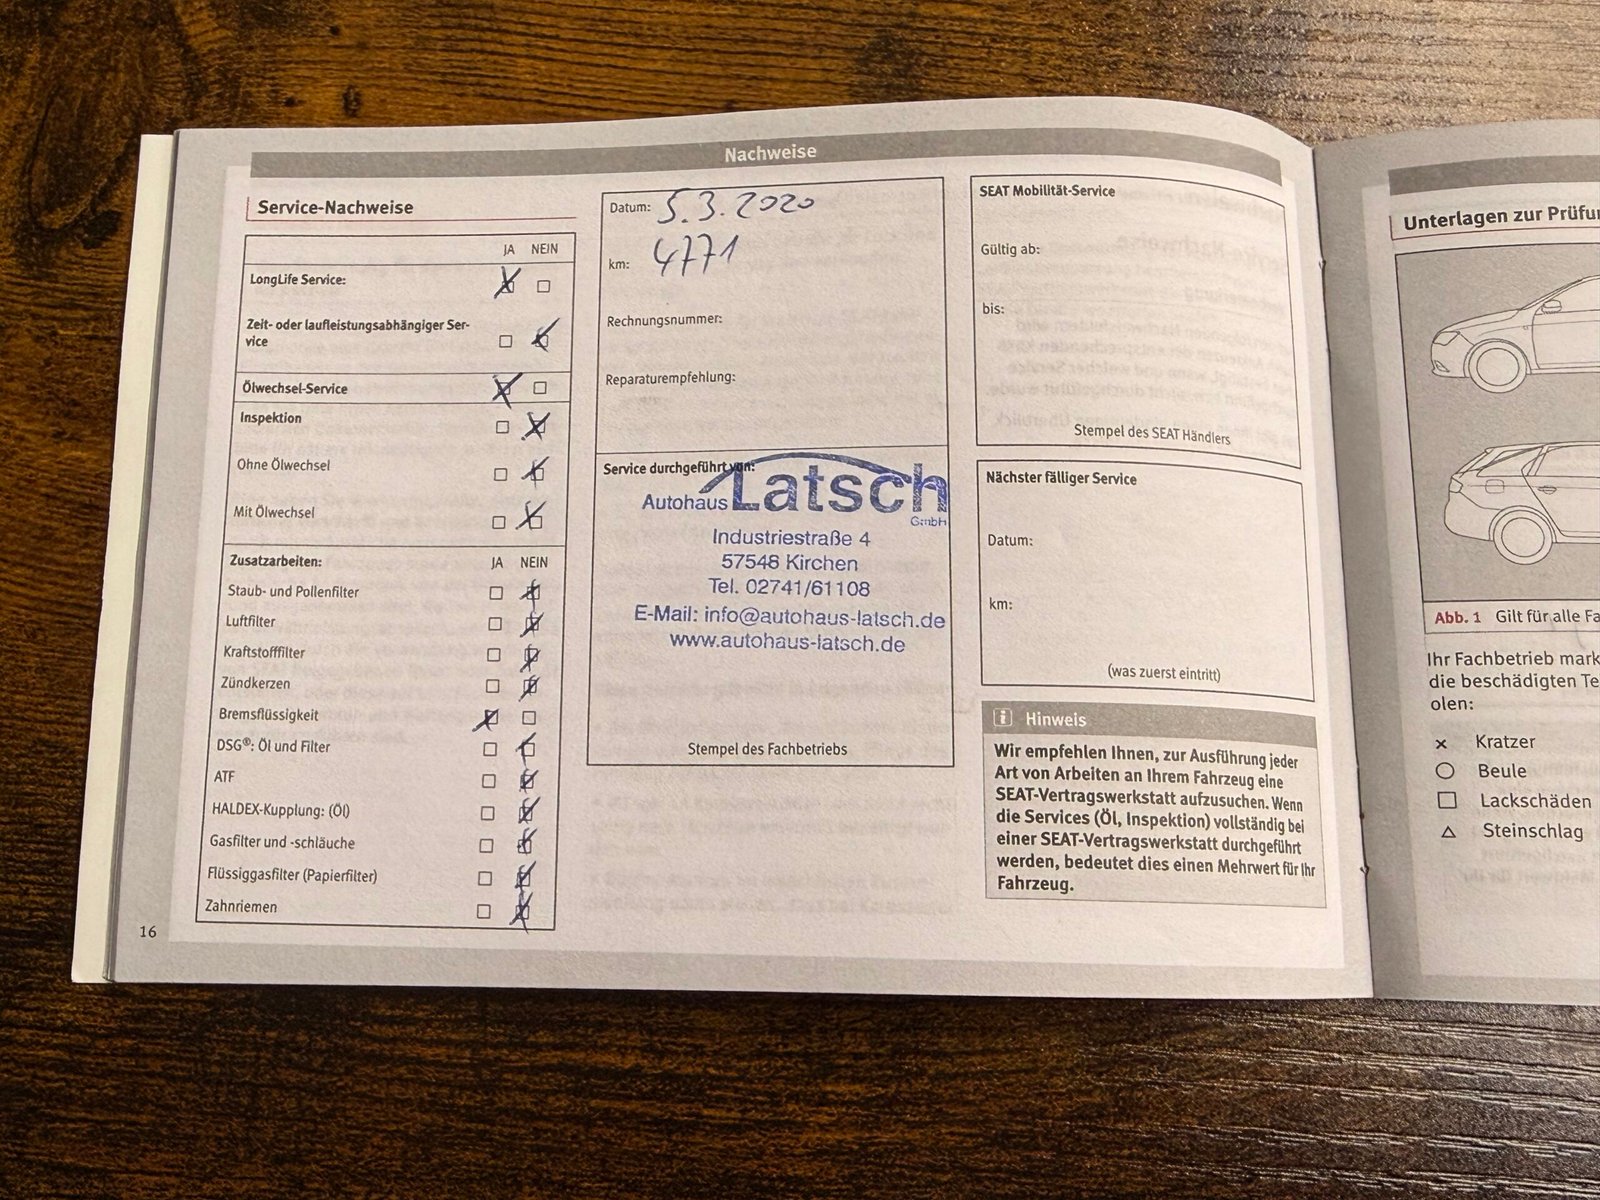 Nachweise
Service-Nachweise
JA NEIN
LongLife Service:
Zeit- oder laufleistungsabhängiger Ser-
vice
Ölwechsel-Service
Inspektion
Ohne Ölwechsel
Mit Ölwechsel
Zusatzarbeiten: JA NEIN
Staub- und Pollenfilter
Luftfilter
Kraftstofffilter
Zündkerzen
Bremsflüssigkeit
DSG®: Öl und Filter
ATF
HALDEX-Kupplung: (Öl)
Gasfilter und -schläuche
Flüssiggasfilter (Papierfilter)
Zahnriemen
16
Datum: 5.3.2020
km: 4771
Rechnungsnummer:
Reparaturempfehlung:
Service durchgeführt von:
Autohaus Latsch
GmbH
Industriestraße 4
57548 Kirchen
Tel. 02741/61108
E-Mail: info@autohaus-latsch.de
www.autohaus-latsch.de
Stempel des Fachbetriebs
SEAT Mobilität-Service
Gültig ab:
bis:
Stempel des SEAT Händlers
Nächster fälliger Service
Datum:
km:
(was zuerst eintritt)
i Hinweis
Wir empfehlen Ihnen, zur Ausführung jeder
Art von Arbeiten an Ihrem Fahrzeug eine
SEAT-Vertragswerkstatt aufzusuchen. Wenn
die Services (Öl, Inspektion) vollständig bei
einer SEAT-Vertragswerkstatt durchgeführt
werden, bedeutet dies einen Mehrwert für Ihr
Fahrzeug.
Unterlagen zur Prüfu
Abb. 1 Gilt für alle Fa
Ihr Fachbetrieb mark
die beschädigten Te
olen:
Kratzer
Beule
Lackschäden
Steinschlag